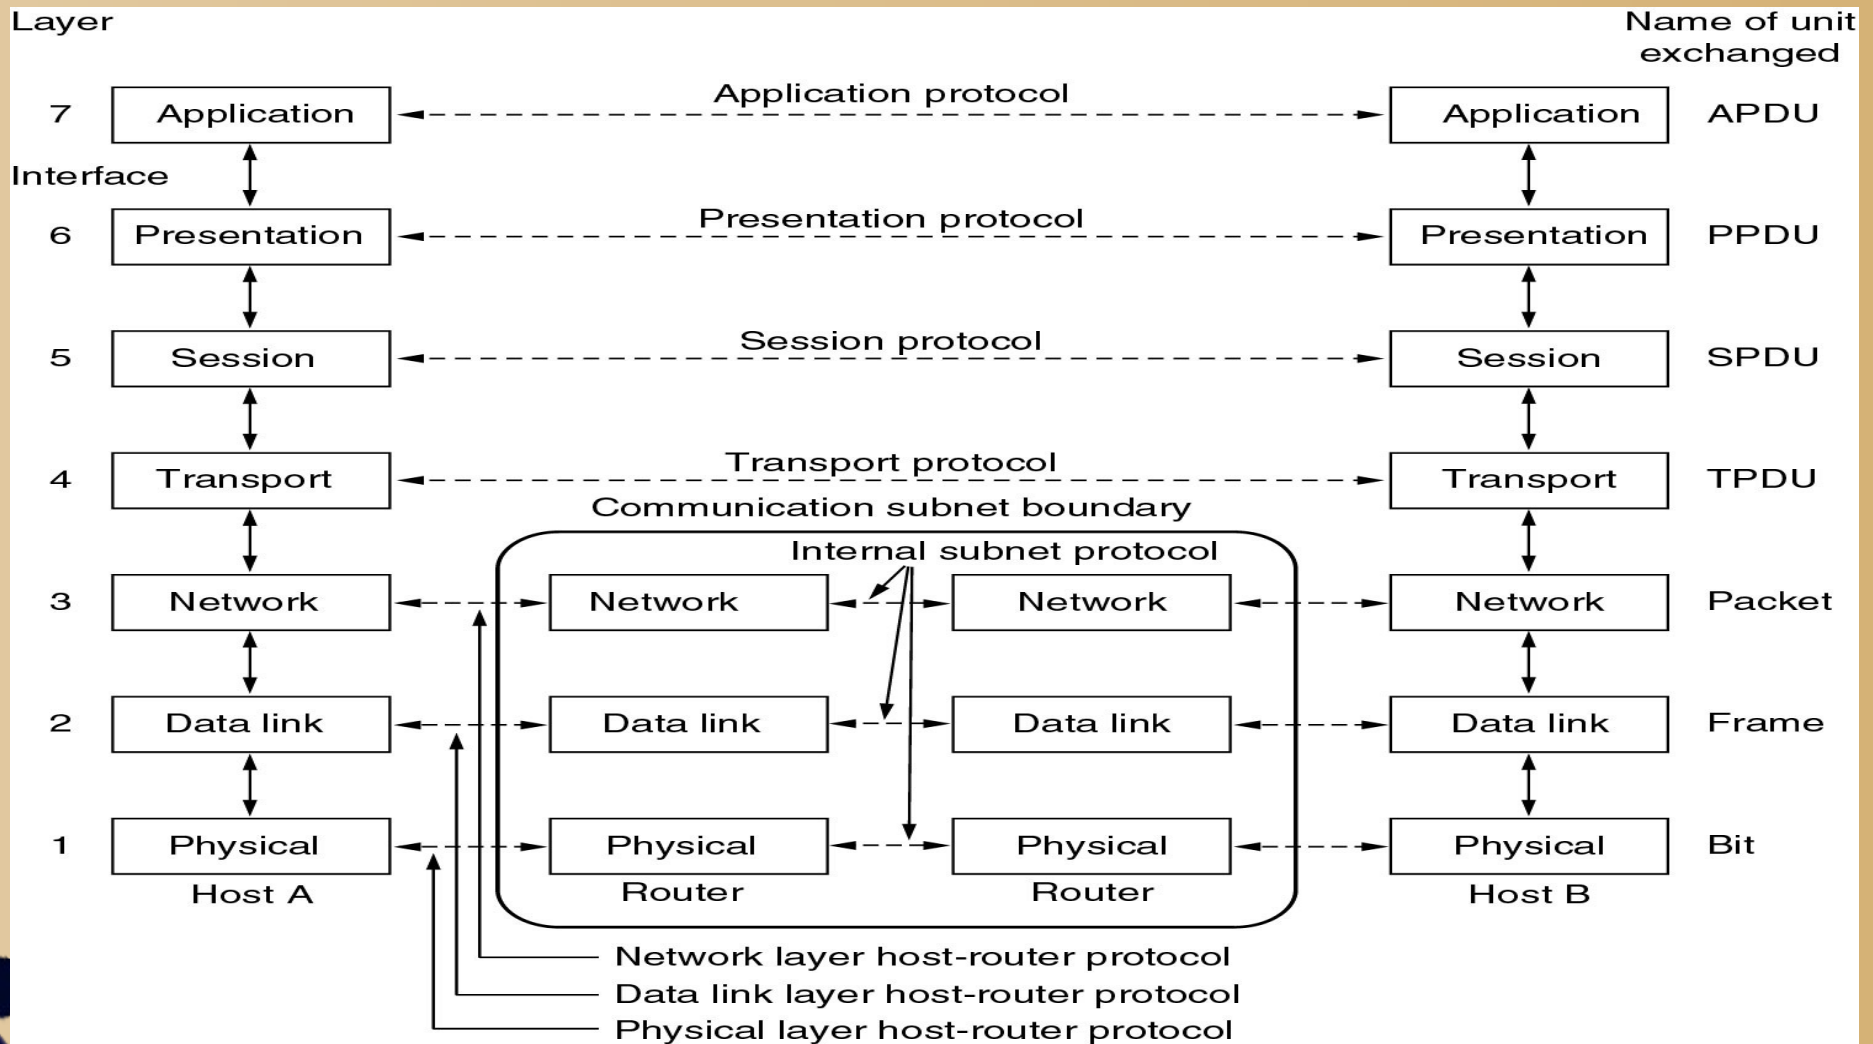 Layer
Name of unit
exchanged
7 Application Application protocol Application APDU
Interface
6 Presentation Presentation protocol Presentation PPDU
5 Session Session protocol Session SPDU
4 Transport Transport protocol Transport TPDU
Communication subnet boundary
Internal subnet protocol
3 Network Network Network Network Packet
2 Data link Data link Data link Data link Frame
1 Physical Physical Physical Physical Bit
Host A Router Router Host B
Network layer host-router protocol
Data link layer host-router protocol
Physical layer host-router protocol